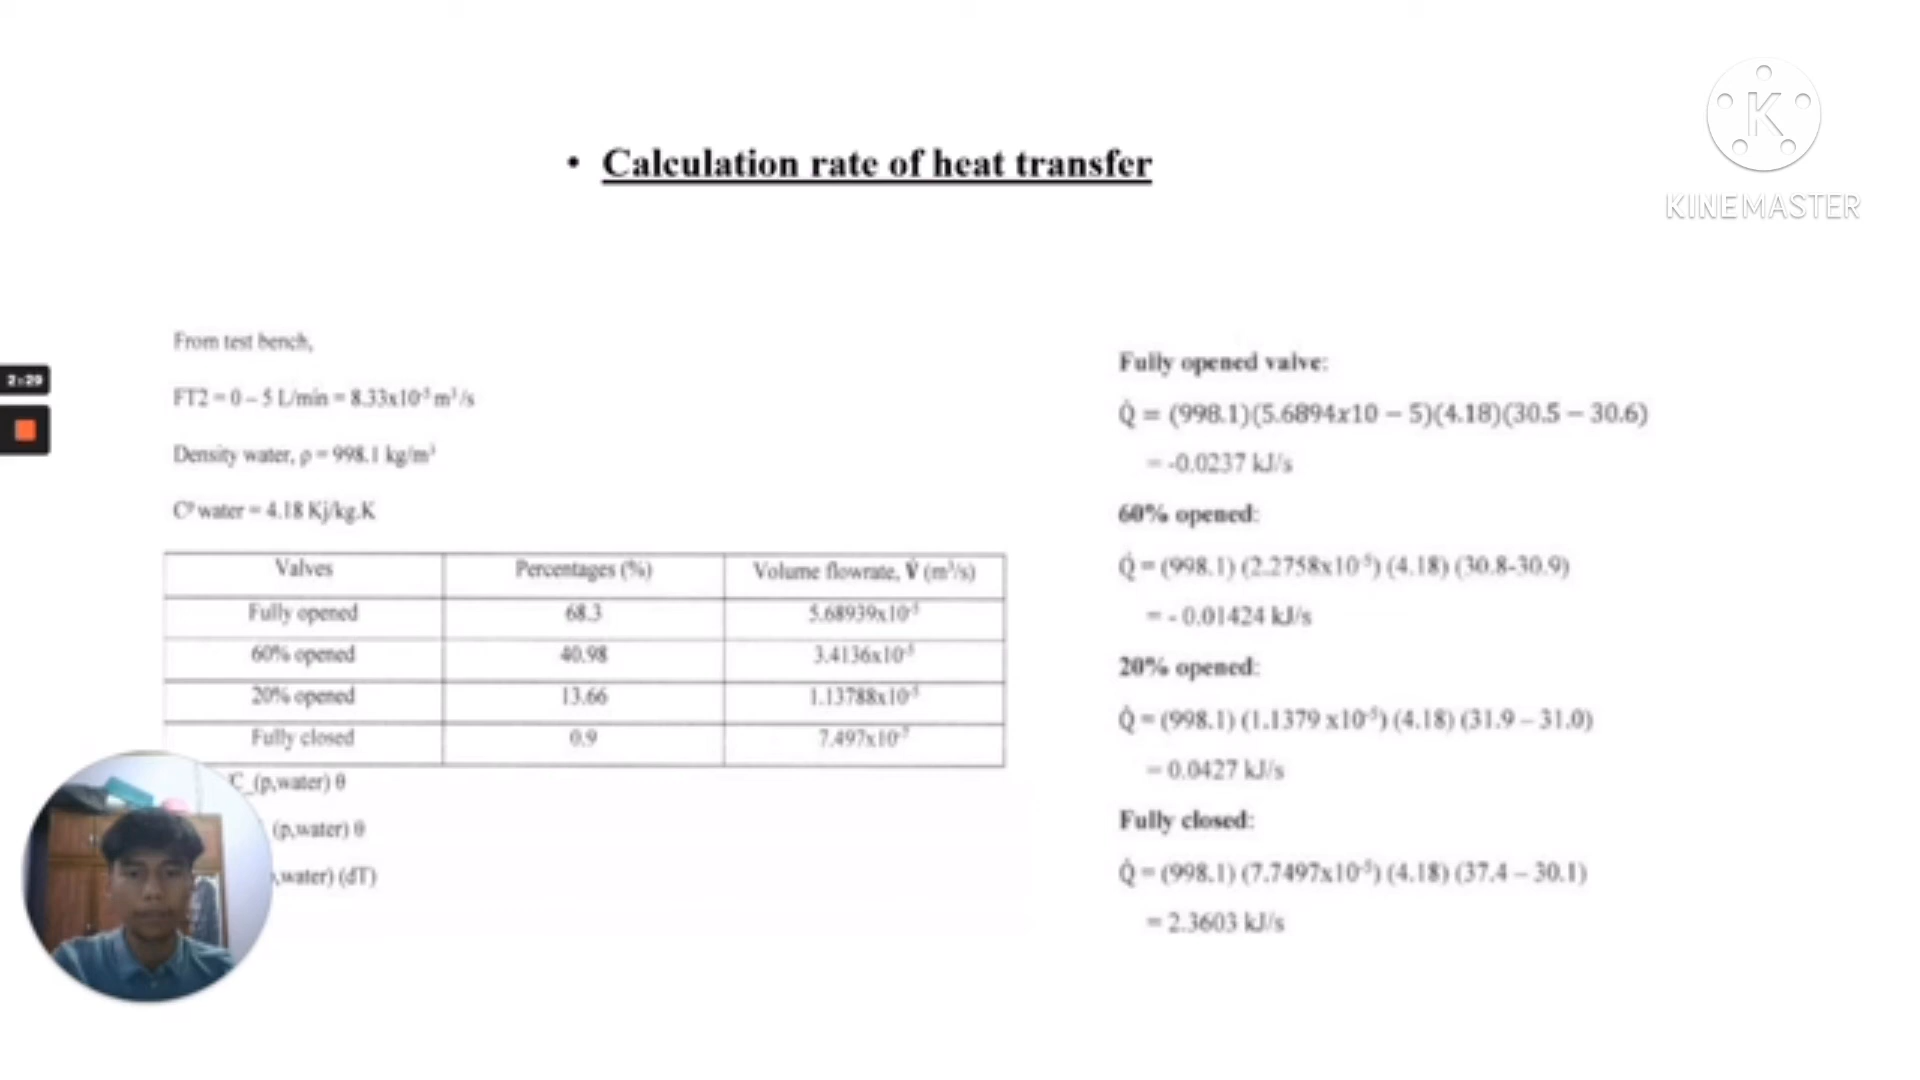 • Calculation rate of heat transfer
K
KINEMASTER
2:29
From test bench,
FT2 = 0 – 5 L/min = 8.33x10⁻⁵ m³/s
Density water, ρ = 998.1 kg/m³
Cᵖ water = 4.18 Kj/kg.K
Valves Percentages (%) Volume flowrate, V̇ (m³/s)
Fully opened 68.3 5.68939x10⁻⁵
60% opened 40.98 3.4136x10⁻⁵
20% opened 13.66 1.13788x10⁻⁵
Fully closed 0.9 7.497x10⁻⁷
C_(p,water) θ
(p,water) θ
,water) (dT)
Fully opened valve:
Q̇ = (998.1)(5.6894x10 – 5)(4.18)(30.5 – 30.6)
= -0.0237 kJ/s
60% opened:
Q̇ = (998.1) (2.2758x10⁻⁵) (4.18) (30.8-30.9)
= - 0.01424 kJ/s
20% opened:
Q̇ = (998.1) (1.1379 x10⁻⁵) (4.18) (31.9 – 31.0)
= 0.0427 kJ/s
Fully closed:
Q̇ = (998.1) (7.7497x10⁻⁵) (4.18) (37.4 – 30.1)
= 2.3603 kJ/s